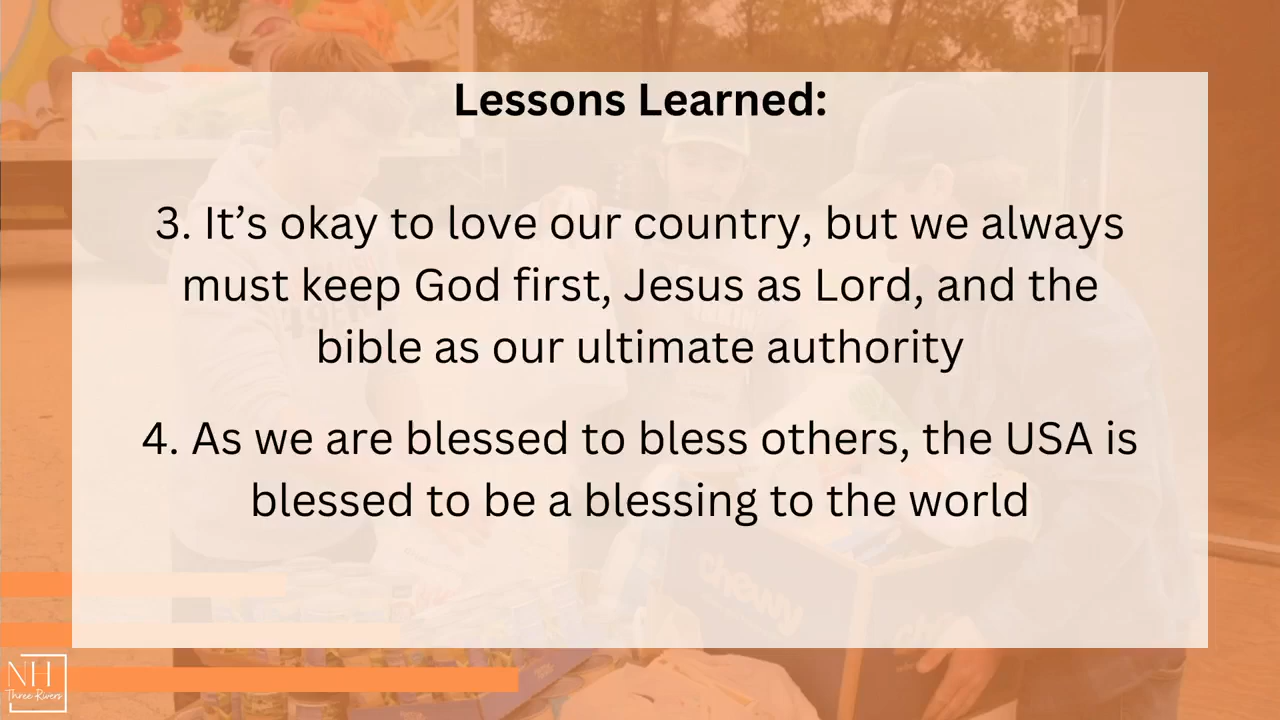 Lessons Learned:
3. It’s okay to love our country, but we always
must keep God first, Jesus as Lord, and the
bible as our ultimate authority
4. As we are blessed to bless others, the USA is
blessed to be a blessing to the world
chewy
NH
Three Rivers